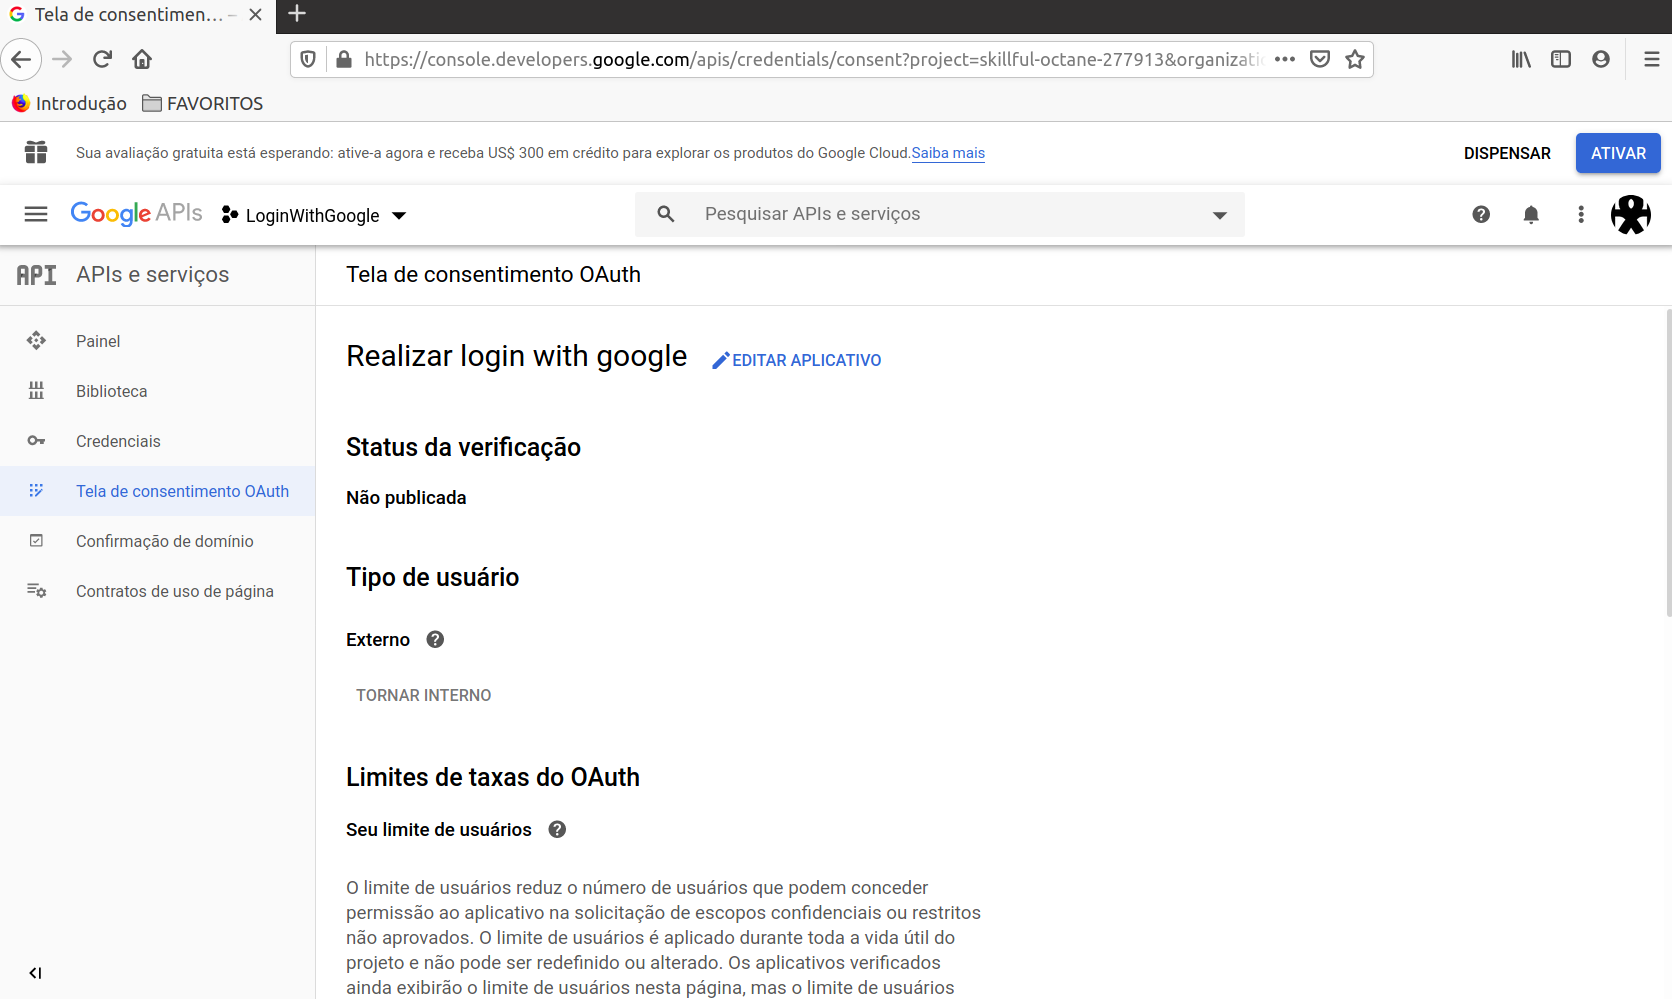 Tela de consentimen… –
https://console.developers.google.com/apis/credentials/consent?project=skillful-octane-277913&organizati
Introdução FAVORITOS
Sua avaliação gratuita está esperando: ative-a agora e receba US$ 300 em crédito para explorar os produtos do Google Cloud.Saiba mais
DISPENSAR
ATIVAR
Google APIs
LoginWithGoogle
Pesquisar APIs e serviços
API APIs e serviços
Tela de consentimento OAuth
Painel
Biblioteca
Credenciais
Tela de consentimento OAuth
Confirmação de domínio
Contratos de uso de página
Realizar login with google
EDITAR APLICATIVO
Status da verificação
Não publicada
Tipo de usuário
Externo
TORNAR INTERNO
Limites de taxas do OAuth
Seu limite de usuários
O limite de usuários reduz o número de usuários que podem conceder
permissão ao aplicativo na solicitação de escopos confidenciais ou restritos
não aprovados. O limite de usuários é aplicado durante toda a vida útil do
projeto e não pode ser redefinido ou alterado. Os aplicativos verificados
ainda exibirão o limite de usuários nesta página, mas o limite de usuários